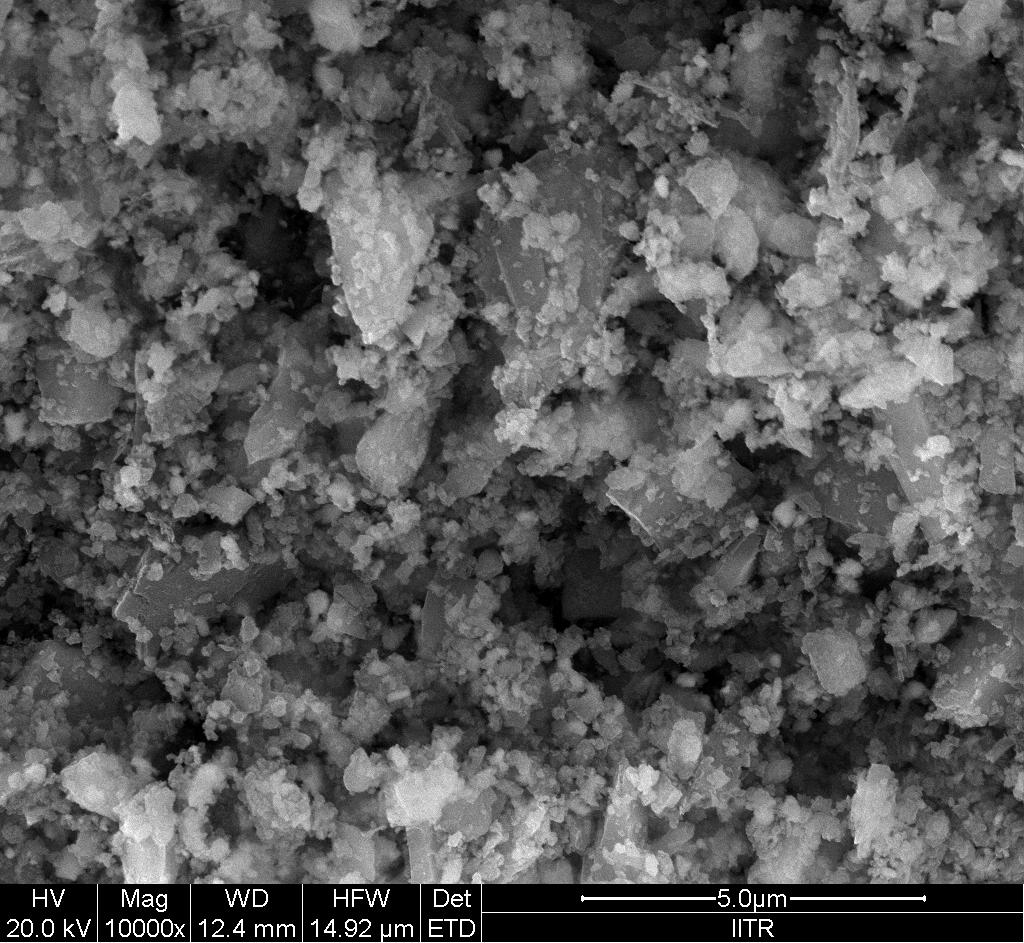 HV Mag WD HFW Det 5.0µm
20.0 kV 10000x 12.4 mm 14.92 µm ETD IITR